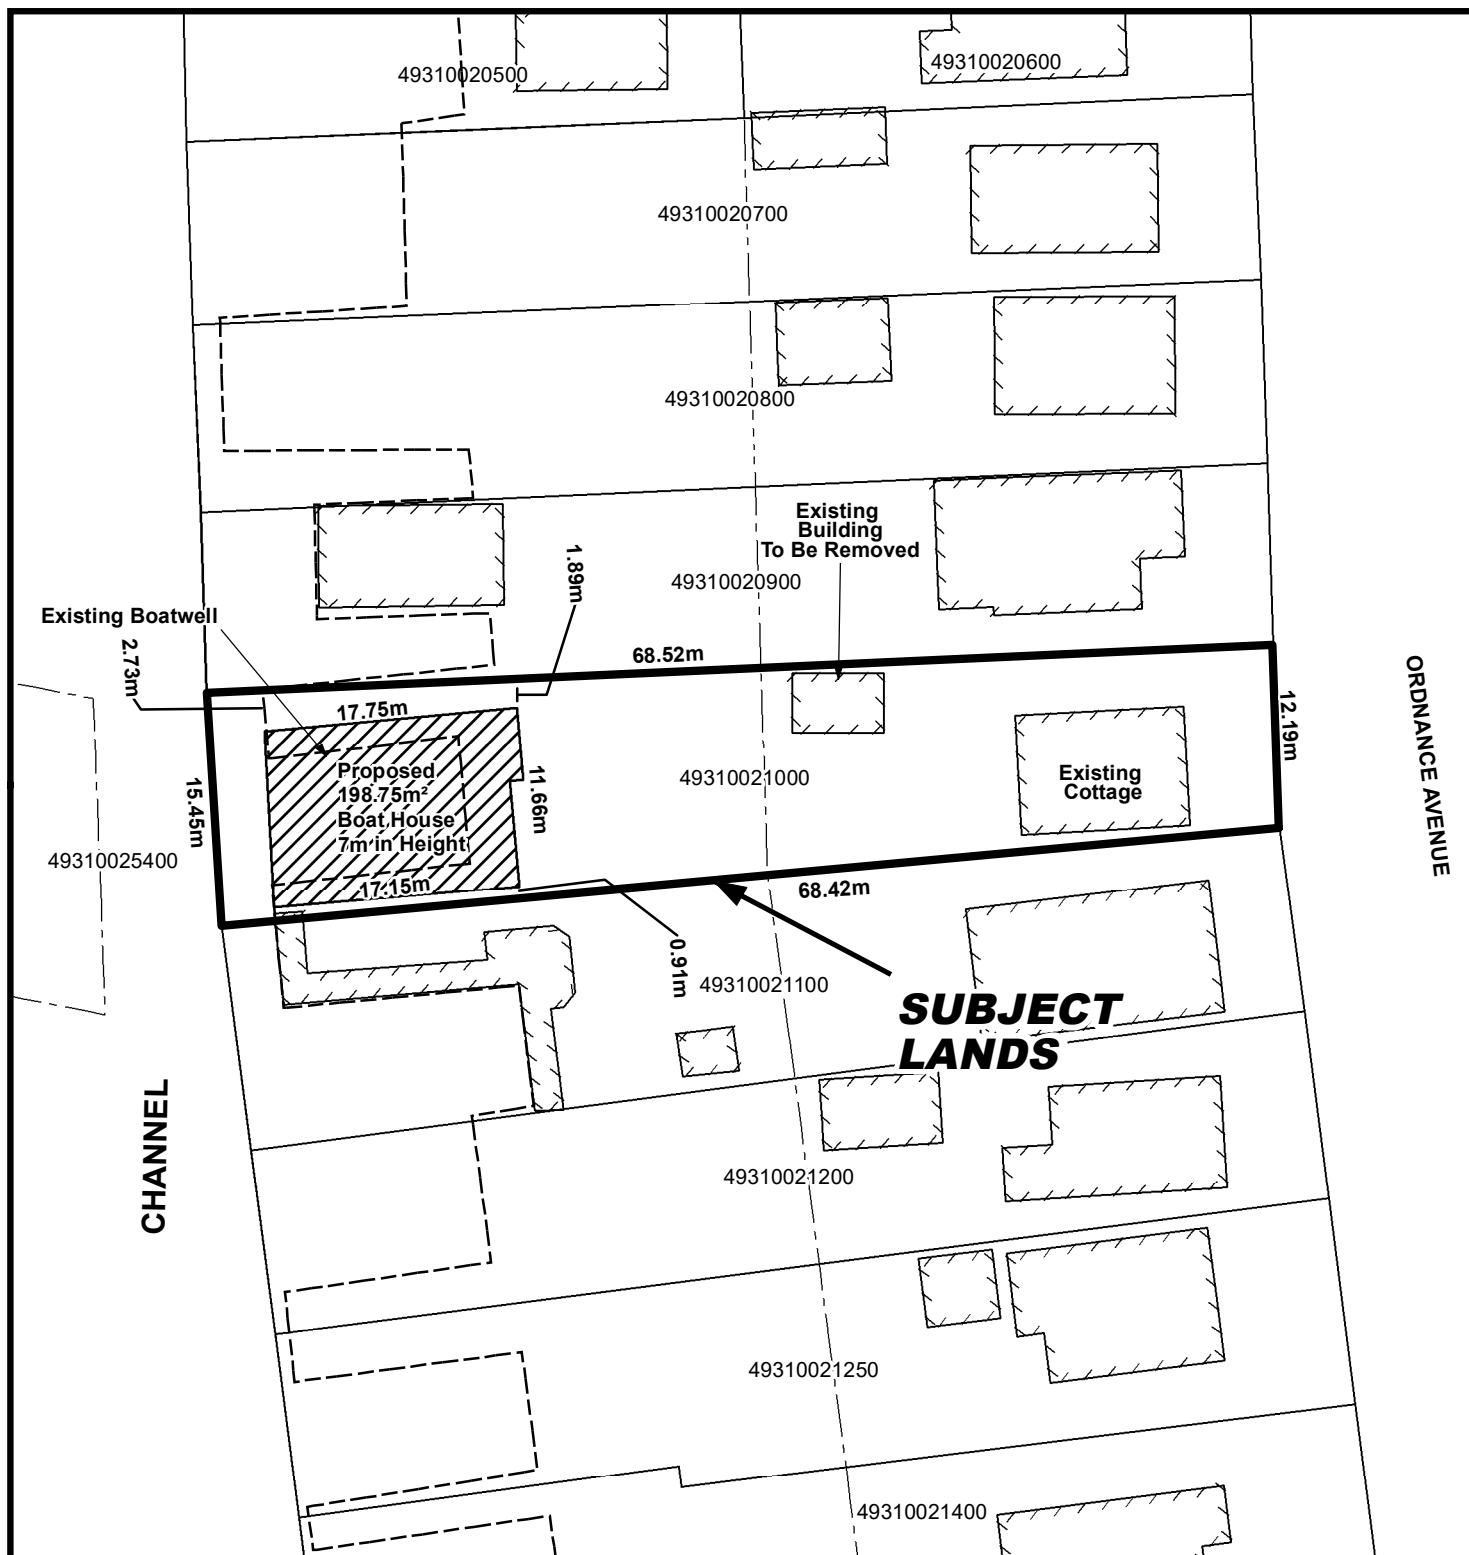 49310020500
49310020600
49310020700
49310020800
Existing
Building
To Be Removed
49310020900
1.89m
Existing Boatwell
2.73m
68.52m
17.75m
12.19m
ORDNANCE AVENUE
15.45m
Proposed
198.75m²
Boat House
7m in Height
11.66m
49310021000
Existing
Cottage
49310025400
17.15m
68.42m
0.91m
49310021100
SUBJECT
LANDS
CHANNEL
49310021200
49310021250
49310021400